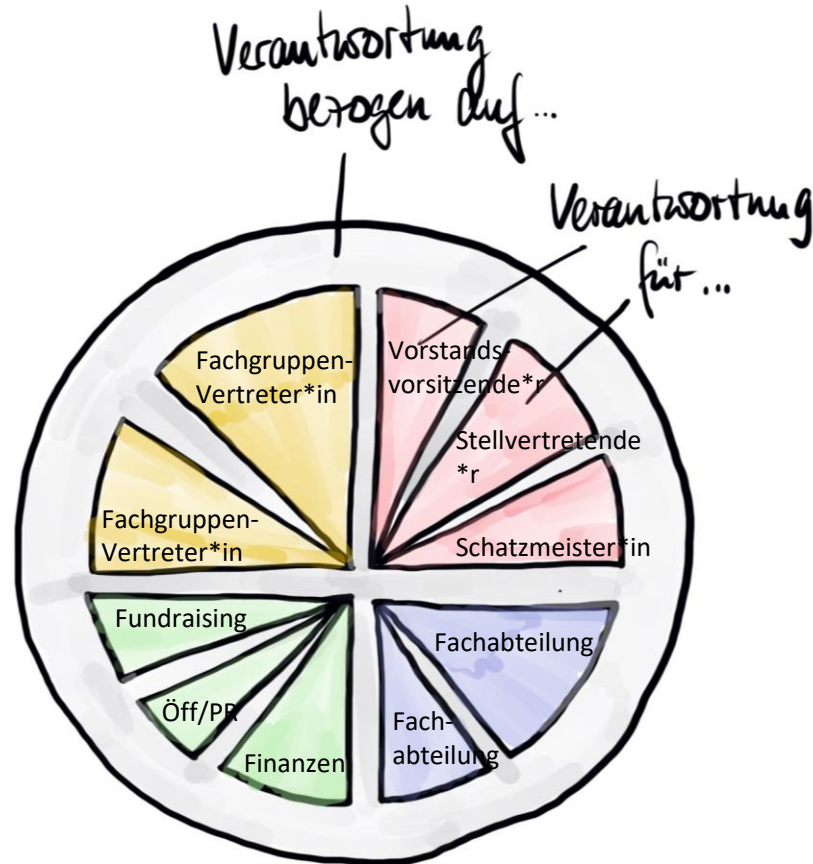 Verantwortung
bezogen auf...
Verantwortung
für...
Fachgruppen-
Vertreter*in
Vorstands-
vorsitzende*r
Stellvertretende
*r
Fachgruppen-
Vertreter*in
Schatzmeister*in
Fundraising
Öff/PR
Finanzen
Fachabteilung
Fach-
abteilung